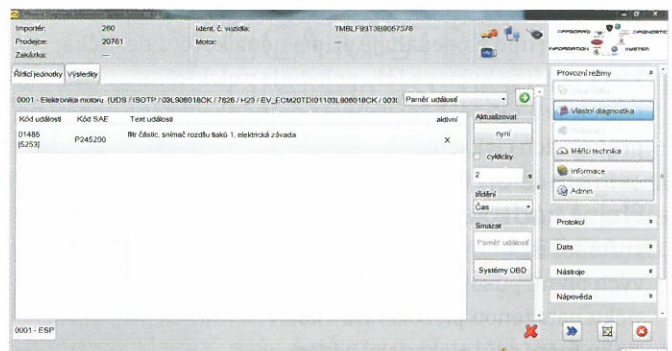 Importér: 260 Ident. č. vozidla: TMBLF93T3B9057376
Prodejce: 20761 Motor: ---
Zakázka: ---
Řídicí jednotky Výsledky
0001 - Elektronika motoru (UDS / ISOTP / 03L906018CK / 7626 / H23 / EV_ECM20TDI01103L906018CK / 003 Paměť událostí
Kód události Kód SAE Text události aktivní
01485 [5253] P245200 filtr částic, snímač rozdílu tlaků 1, elektrická závada X
Aktualizovat
nyní
cyklicky
2 s
třídění
Čas
Smazat
Paměť událostí
Systémy OBD
Provozní režimy
Vlastní diagnostika
Měřicí technika
Informace
Admin
Protokol
Data
Nástroje
Nápověda
0001 - ESP